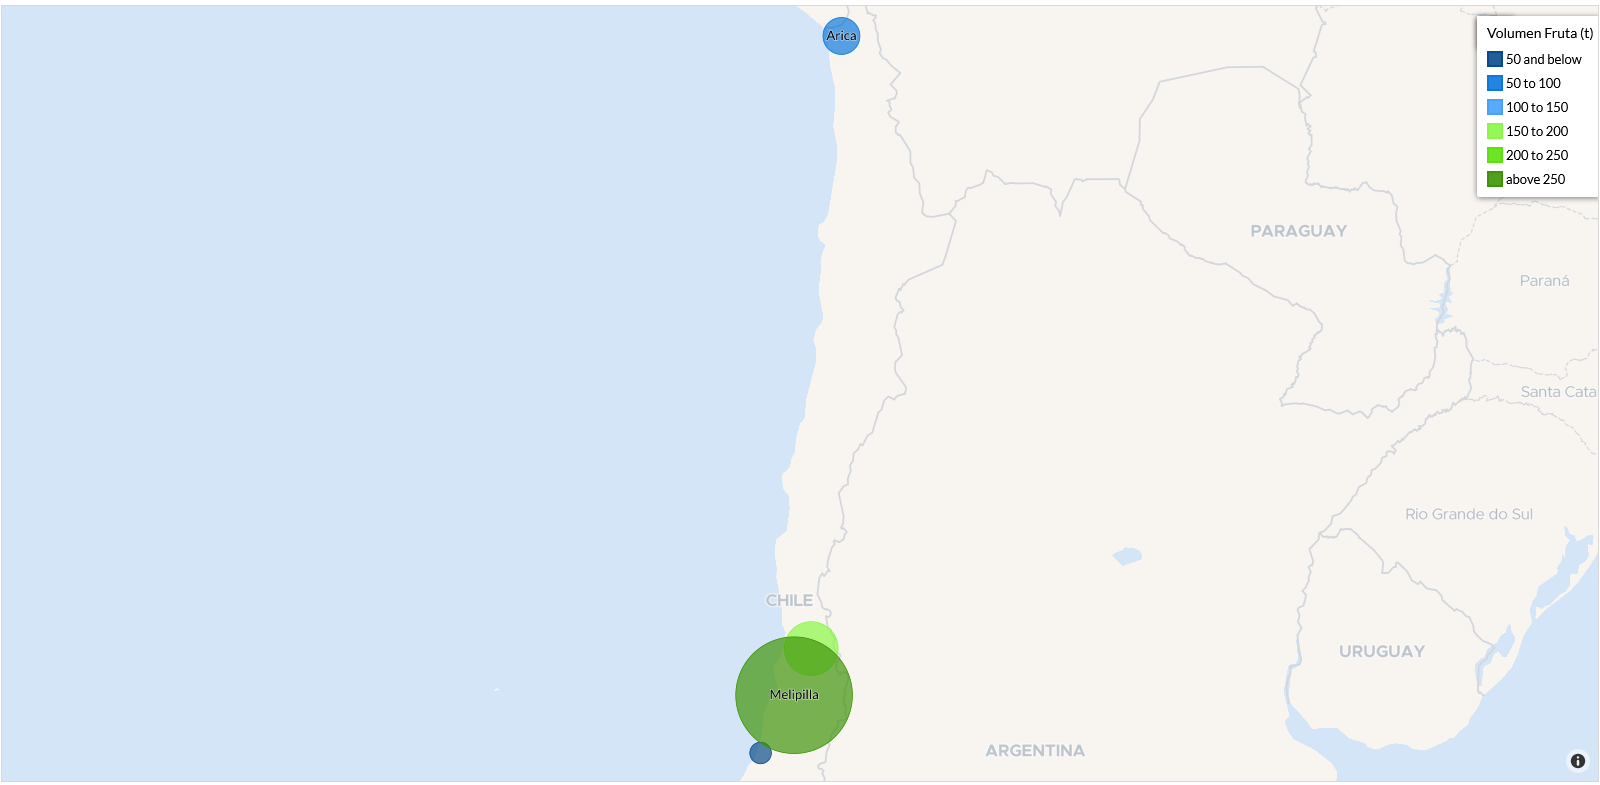 Arica
Volumen Fruta (t)
50 and below
50 to 100
100 to 150
150 to 200
200 to 250
above 250
PARAGUAY
Paraná
Santa Cata
Rio Grande do Sul
CHILE
URUGUAY
Melipilla
ARGENTINA